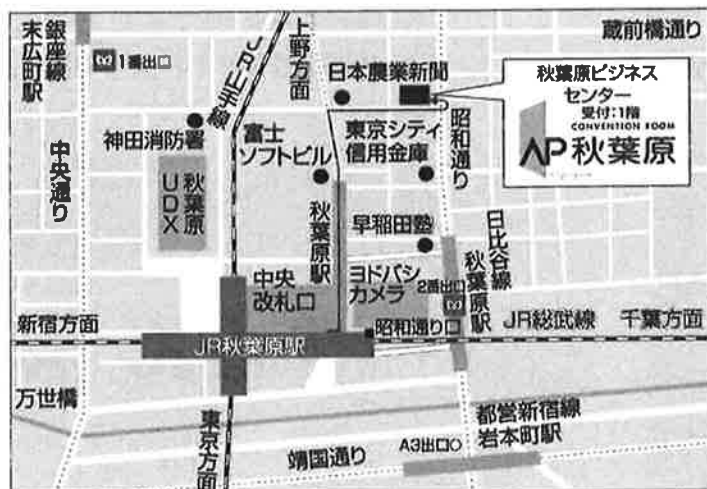 銀座線
末広町駅
1番出口
JR山手線
上野方面
日本農業新聞
蔵前橋通り
秋葉原ビジネス
センター
受付:1階
CONVENTION ROOM
AP秋葉原
神田消防署
富士
ソフトビル
東京シティ
信用金庫
昭和通り
中央通り
秋葉原
UDX
秋葉原駅
早稲田塾
日比谷線
秋葉原駅
中央
改札口
ヨドバシ
カメラ
2番出口
新宿方面
JR秋葉原駅
昭和通り口
JR総武線
千葉方面
万世橋
東京方面
靖国通り
A3出口
都営新宿線
岩本町駅